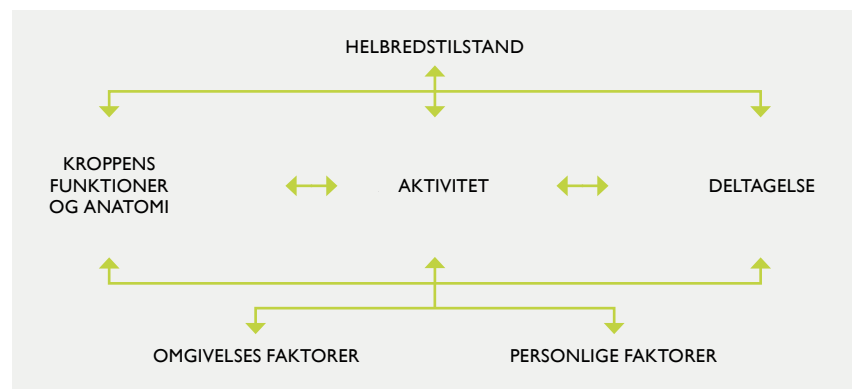 HELBREDSTILSTAND
KROPPENS
FUNKTIONER
OG ANATOMI
AKTIVITET
DELTAGELSE
OMGIVELSES FAKTORER
PERSONLIGE FAKTORER